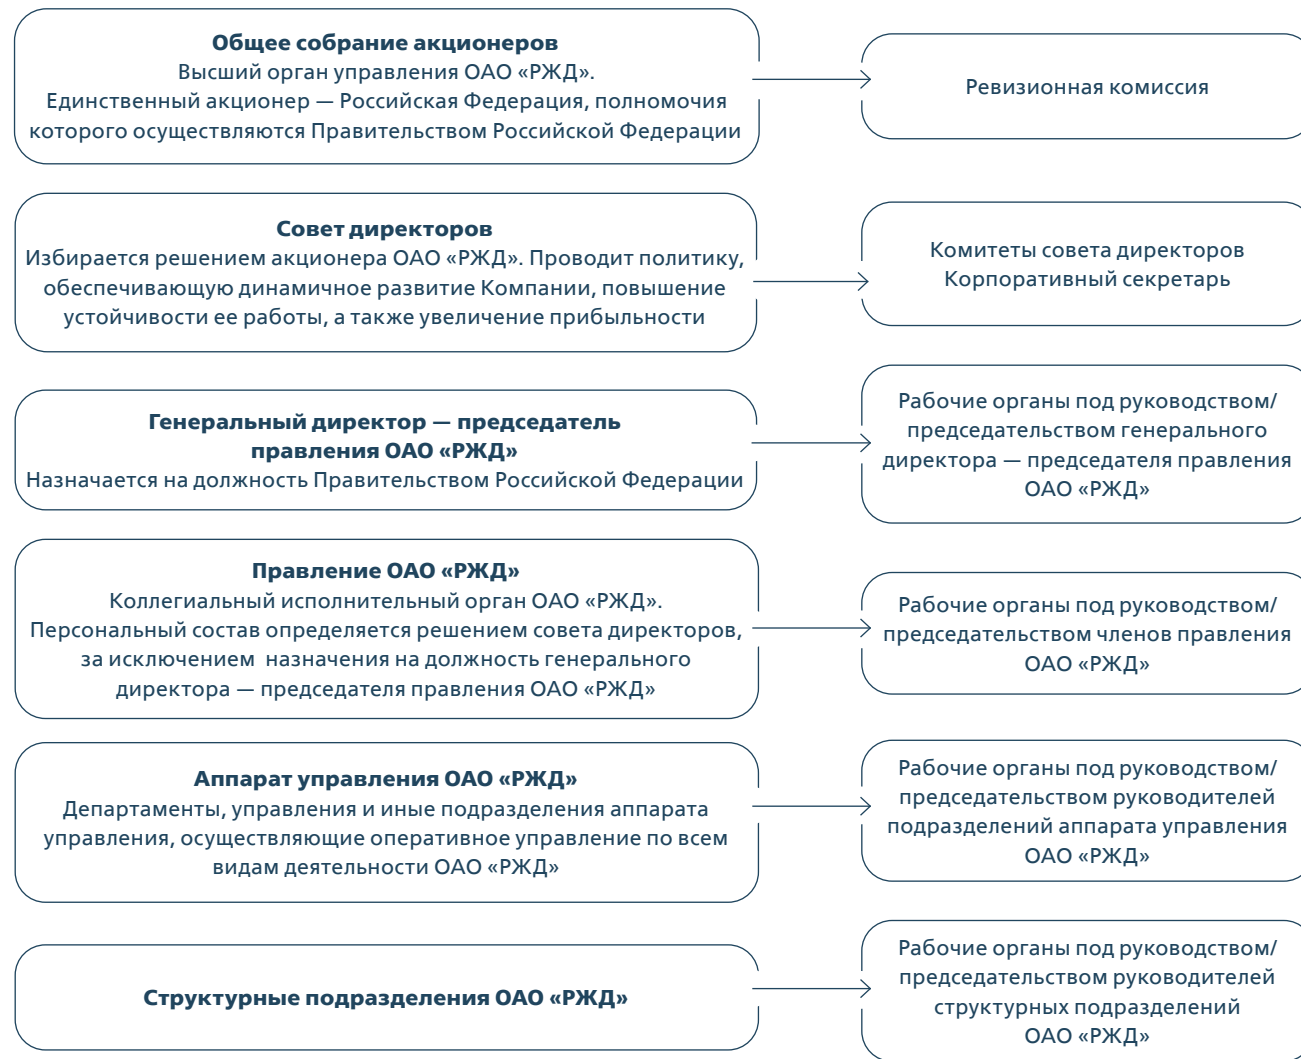 Общее собрание акционеров
Высший орган управления ОАО «РЖД».
Единственный акционер — Российская Федерация, полномочия
которого осуществляются Правительством Российской Федерации
Ревизионная комиссия
Совет директоров
Избирается решением акционера ОАО «РЖД». Проводит политику,
обеспечивающую динамичное развитие Компании, повышение
устойчивости ее работы, а также увеличение прибыльности
Комитеты совета директоров
Корпоративный секретарь
Генеральный директор — председатель
правления ОАО «РЖД»
Назначается на должность Правительством Российской Федерации
Рабочие органы под руководством/
председательством генерального
директора — председателя правления
ОАО «РЖД»
Правление ОАО «РЖД»
Коллегиальный исполнительный орган ОАО «РЖД».
Персональный состав определяется решением совета директоров,
за исключением  назначения на должность генерального
директора — председателя правления ОАО «РЖД»
Рабочие органы под руководством/
председательством членов правления
ОАО «РЖД»
Аппарат управления ОАО «РЖД»
Департаменты, управления и иные подразделения аппарата
управления, осуществляющие оперативное управление по всем
видам деятельности ОАО «РЖД»
Рабочие органы под руководством/
председательством руководителей
подразделений аппарата управления
ОАО «РЖД»
Структурные подразделения ОАО «РЖД»
Рабочие органы под руководством/
председательством руководителей
структурных подразделений
ОАО «РЖД»